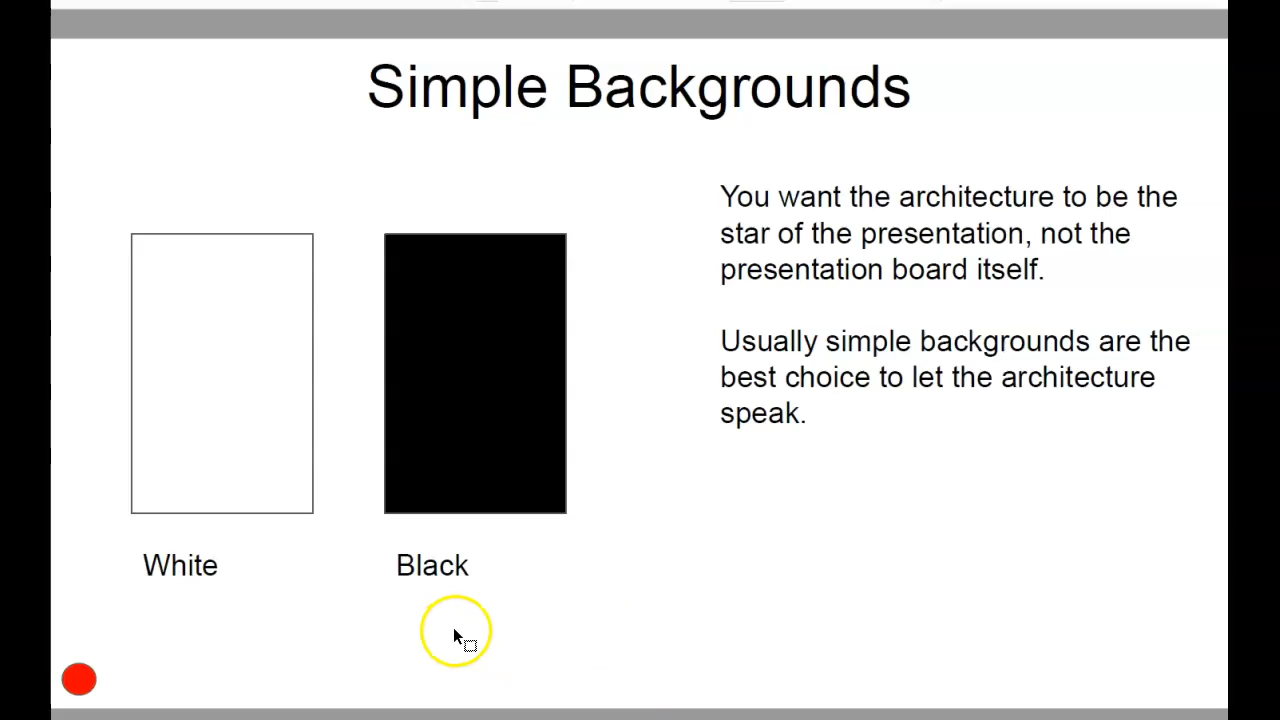 Simple Backgrounds
You want the architecture to be the
star of the presentation, not the
presentation board itself.
Usually simple backgrounds are the
best choice to let the architecture
speak.
White
Black